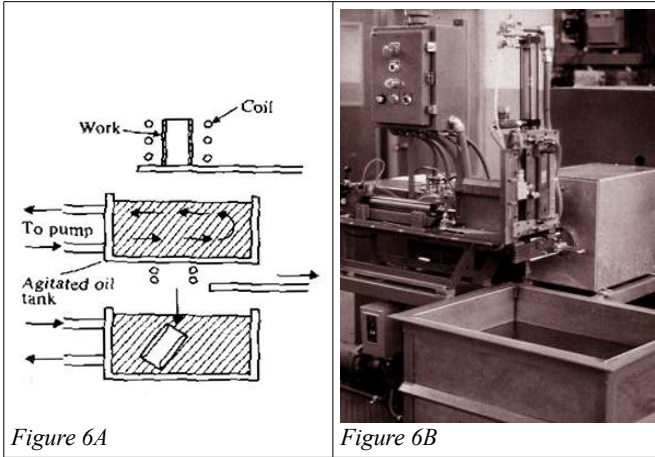 Coil
Work
To pump
Agitated oil
tank
Figure 6A
Figure 6B